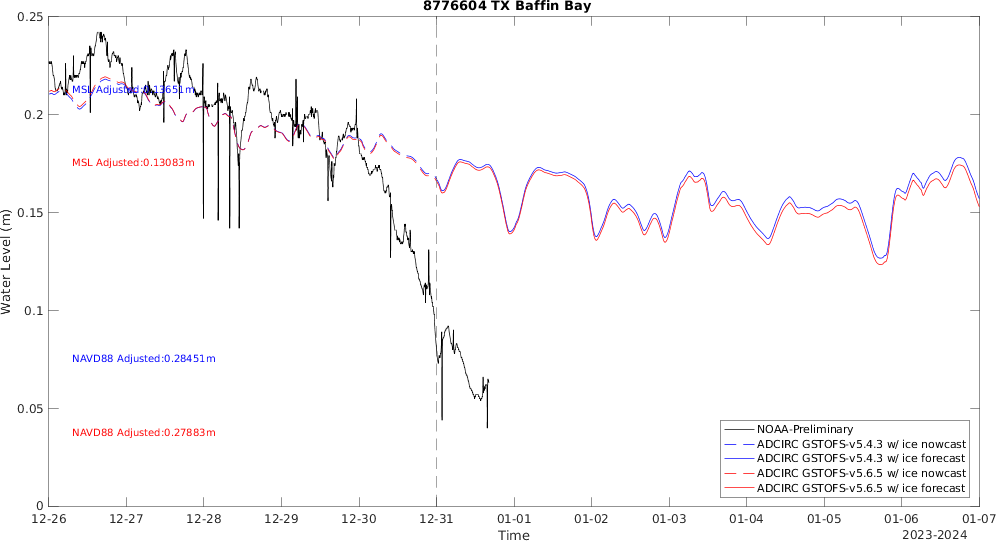 8776604 TX Baffin Bay
0.25
0.2
0.15
0.1
0.05
0
Water Level (m)
MSL Adjusted:0.13651m
MSL Adjusted:0.13083m
NAVD88 Adjusted:0.28451m
NAVD88 Adjusted:0.27883m
NOAA-Preliminary
ADCIRC GSTOFS-v5.4.3 w/ ice nowcast
ADCIRC GSTOFS-v5.4.3 w/ ice forecast
ADCIRC GSTOFS-v5.6.5 w/ ice nowcast
ADCIRC GSTOFS-v5.6.5 w/ ice forecast
12-26 12-27 12-28 12-29 12-30 12-31 01-01 01-02 01-03 01-04 01-05 01-06 01-07
Time
2023-2024